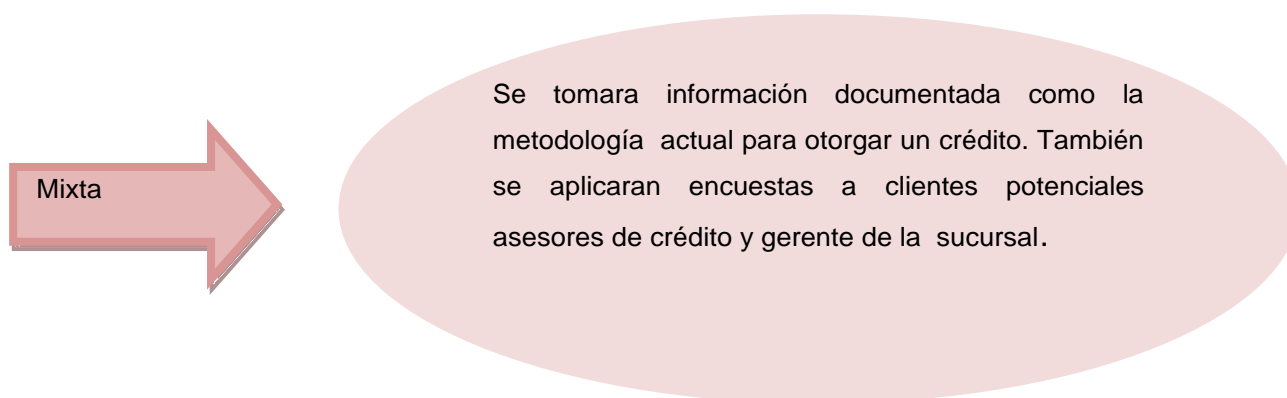 Mixta
Se tomara información documentada como la
metodología actual para otorgar un crédito. También
se aplicaran encuestas a clientes potenciales
asesores de crédito y gerente de la sucursal.